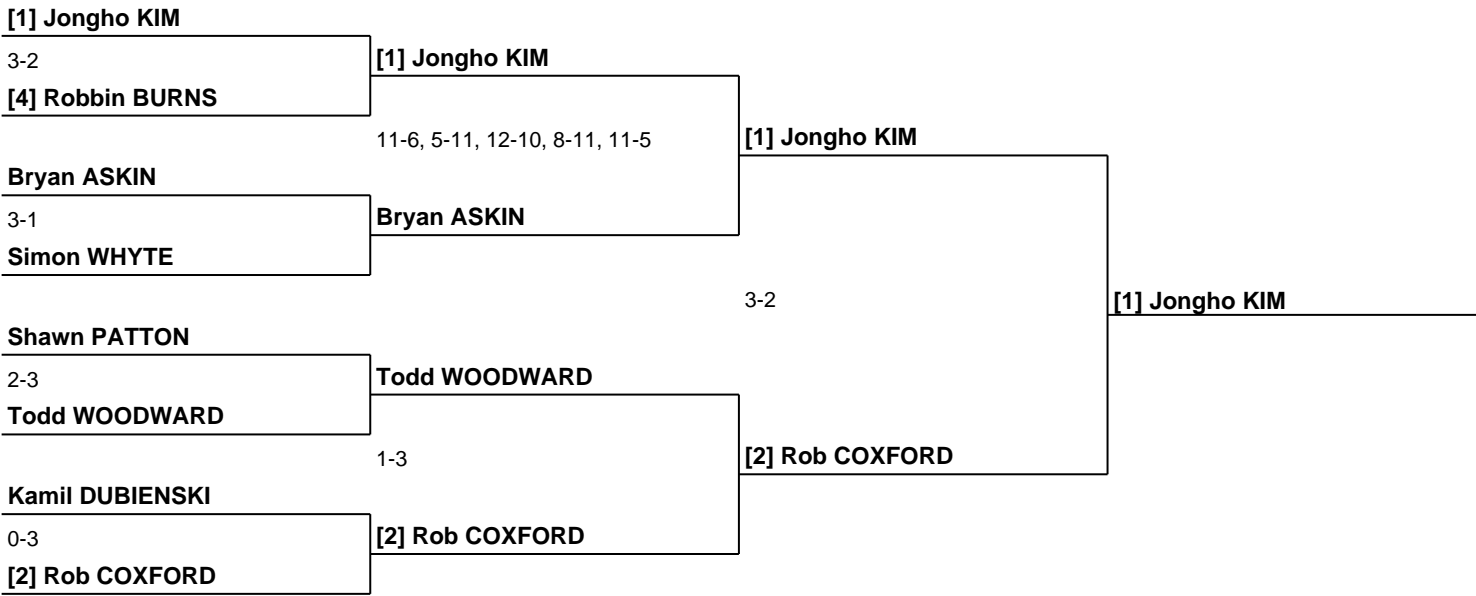 [1] Jongho KIM
3-2
[4] Robbin BURNS
[1] Jongho KIM
11-6, 5-11, 12-10, 8-11, 11-5
[1] Jongho KIM
Bryan ASKIN
3-1
Simon WHYTE
Bryan ASKIN
3-2
[1] Jongho KIM
Shawn PATTON
2-3
Todd WOODWARD
Todd WOODWARD
1-3
[2] Rob COXFORD
Kamil DUBIENSKI
0-3
[2] Rob COXFORD
[2] Rob COXFORD